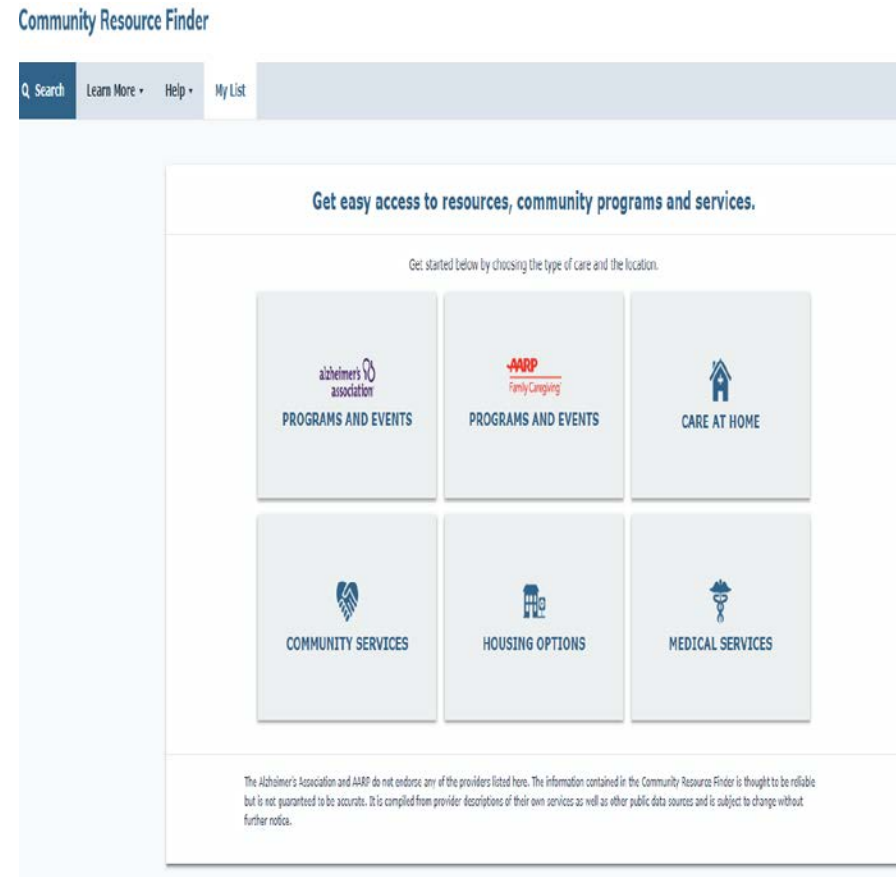 Community Resource Finder
Search
Learn More
Help
My List
Get easy access to resources, community programs and services.
Get started below by choosing the type of care and the location.
alzheimer's
association
PROGRAMS AND EVENTS
AARP
Family Caregiving
PROGRAMS AND EVENTS
CARE AT HOME
COMMUNITY SERVICES
HOUSING OPTIONS
MEDICAL SERVICES
The Alzheimer's Association and AARP do not endorse any of the providers listed here. The information contained in the Community Resource Finder is thought to be reliable
but is not guaranteed to be accurate. It is compiled from provider descriptions of their own services as well as other public data sources and is subject to change without
further notice.